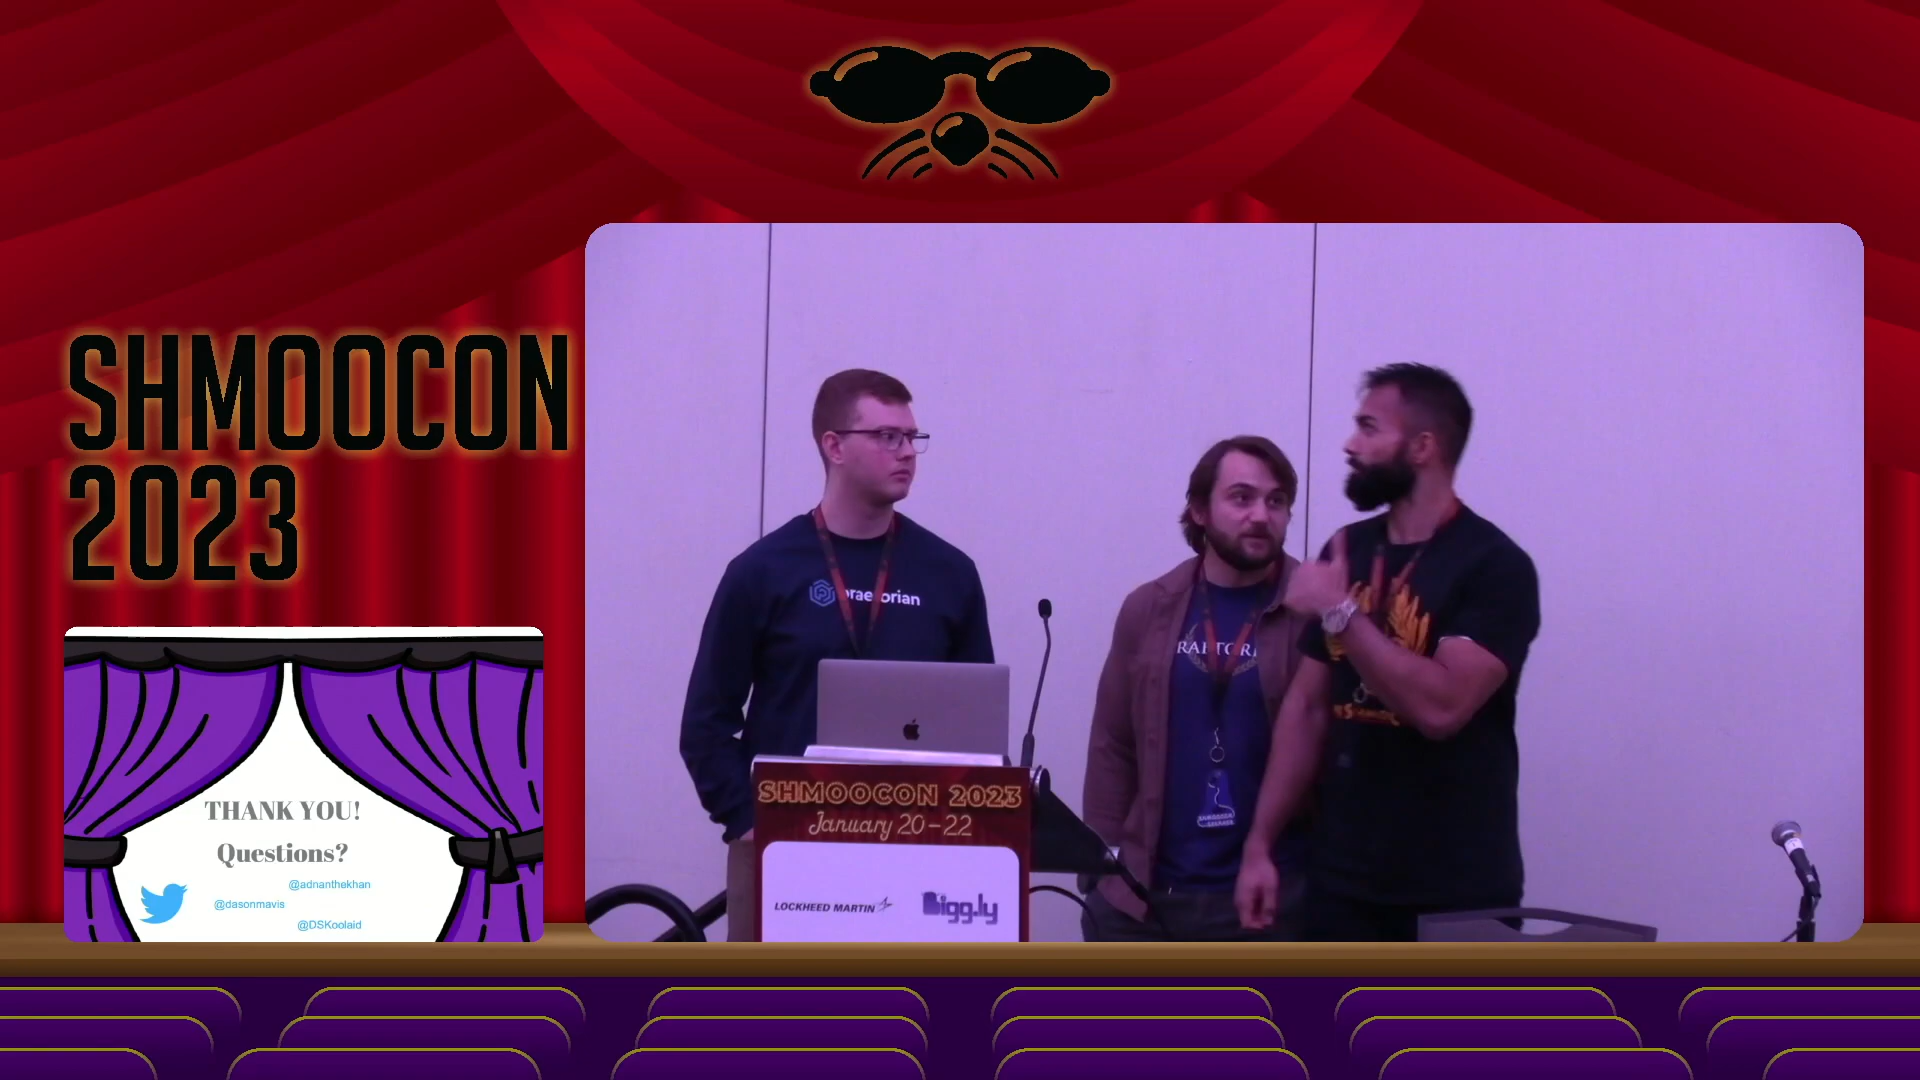 SHMOOCON
2023
THANK YOU!
Questions?
@adnanthekhan
@dasonmavis
@DSKoolaid
SHMOOCON 2023
January 20-22
LOCKHEED MARTIN
Bigg.ly